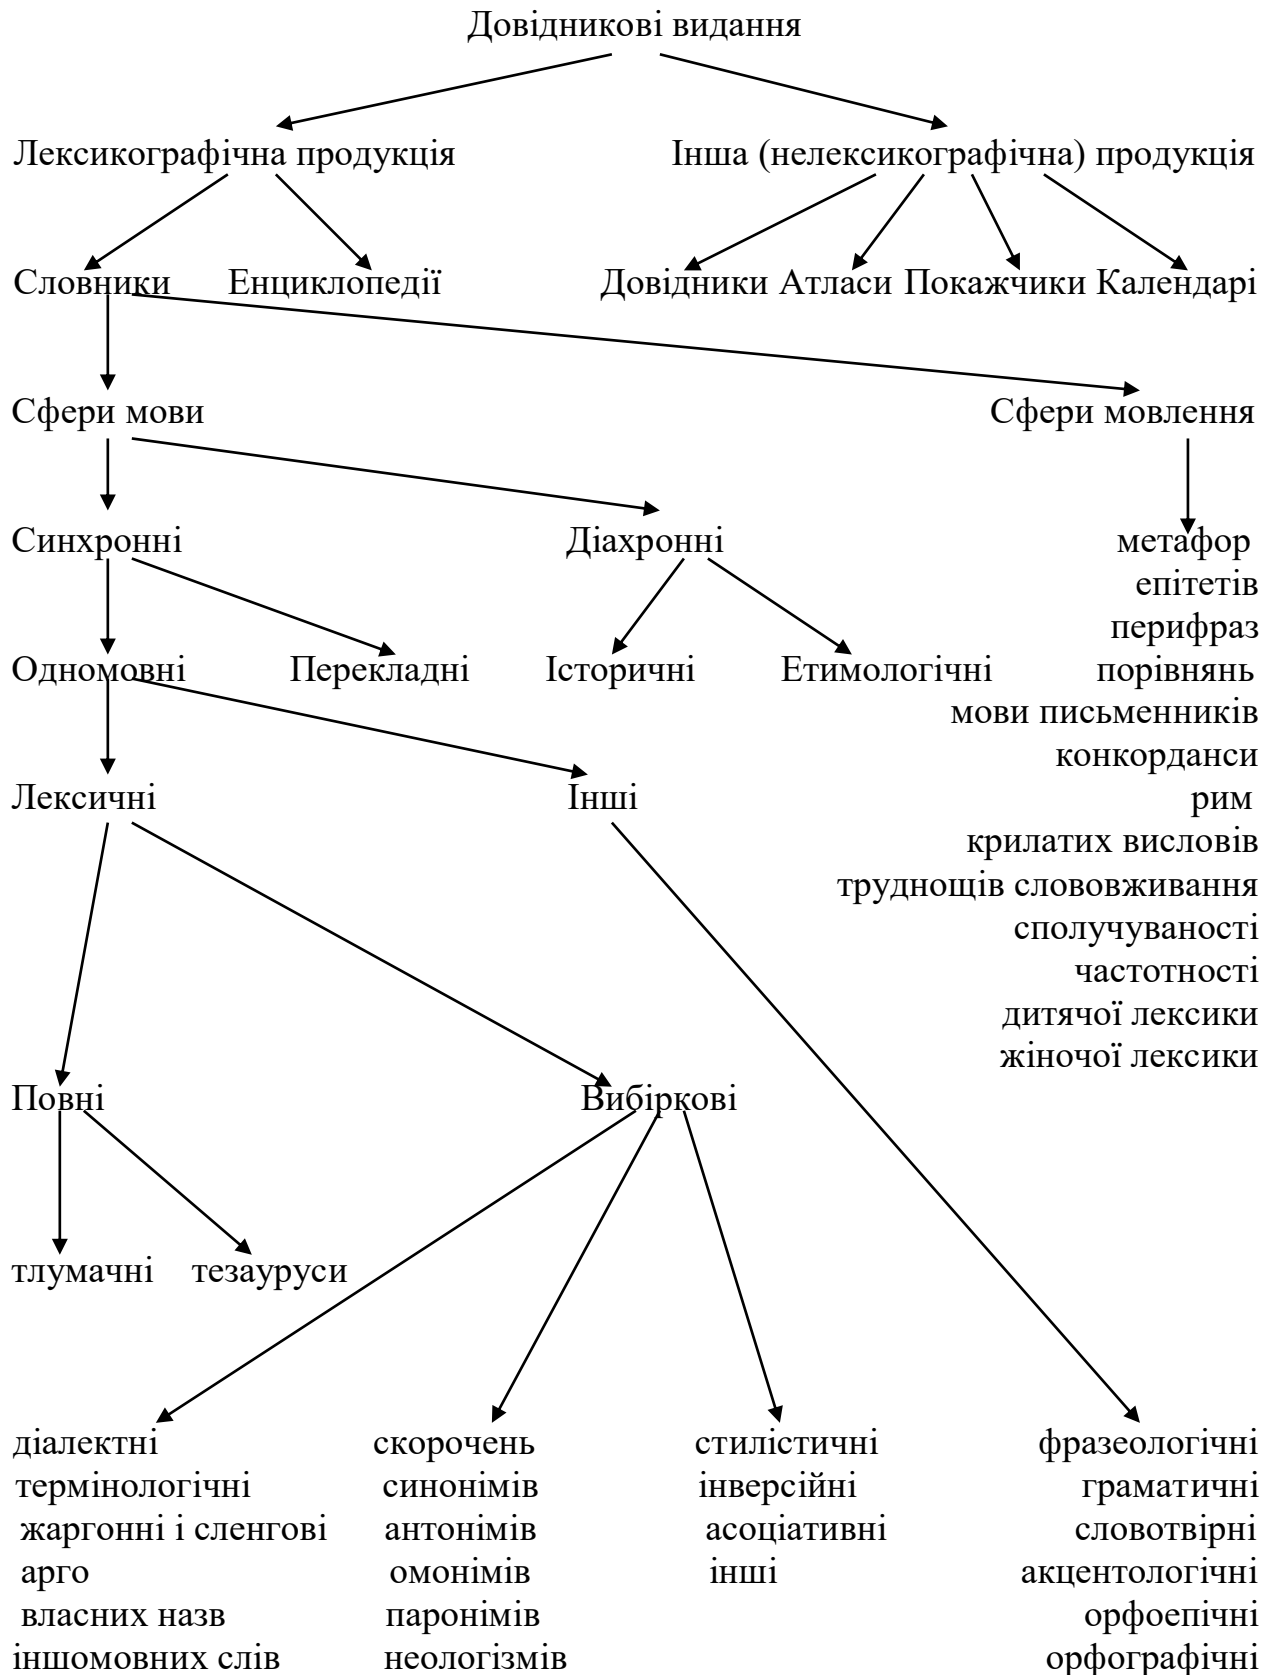 Довідникові видання
Лексикографічна продукція Інша (нелексикографічна) продукція
Словники Енциклопедії Довідники Атласи Покажчики Календарі
Сфери мови Сфери мовлення
Синхронні Діахронні метафор
епітетів
перифраз
Одномовні Перекладні Історичні Етимологічні порівнянь
мови письменників
конкорданси
Лексичні Інші рим
крилатих висловів
труднощів слововживання
сполучуваності
частотності
дитячої лексики
жіночої лексики
Повні Вибіркові
тлумачні тезауруси
діалектні скорочень стилістичні фразеологічні
термінологічні синонімів інверсійні граматичні
жаргонні і сленгові антонімів асоціативні словотвірні
арго омонімів інші акцентологічні
власних назв паронімів орфоепічні
іншомовних слів неологізмів орфографічні